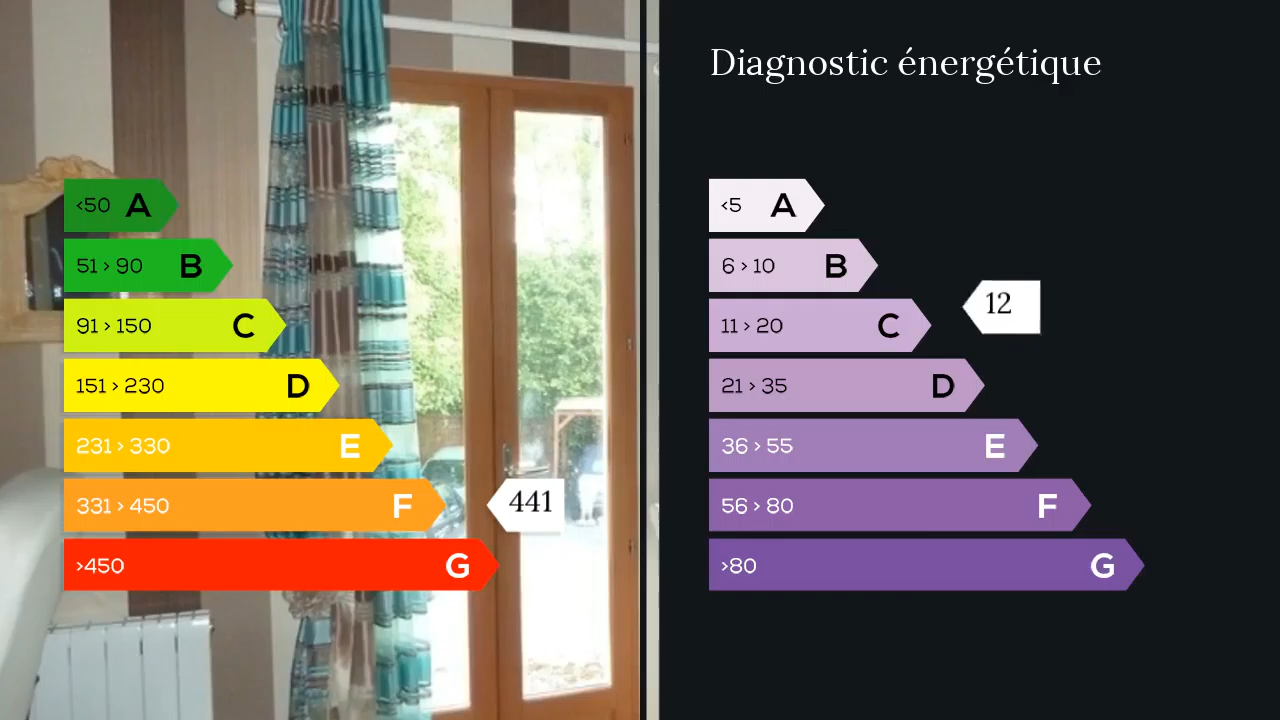 Diagnostic énergétique
<50 A
51 > 90 B
91 > 150 C
151 > 230 D
231 > 330 E
331 > 450 F
441
>450 G
<5 A
6 > 10 B
12
11 > 20 C
21 > 35 D
36 > 55 E
56 > 80 F
>80 G